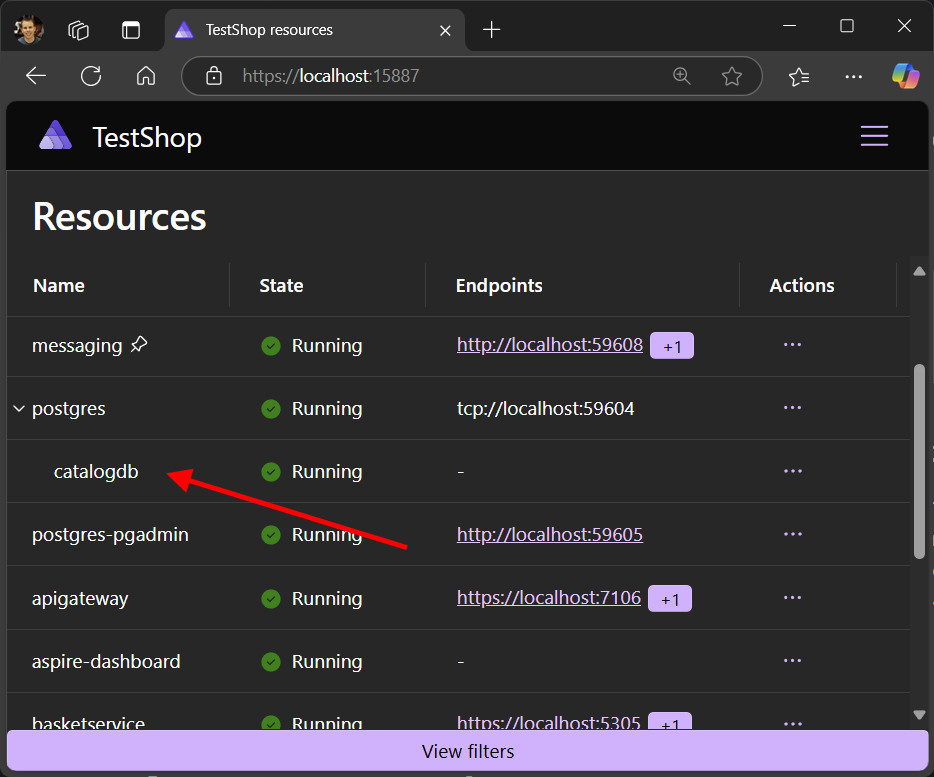 TestShop resources
https://localhost:15887
TestShop
Resources
Name State Endpoints Actions
messaging Running http://localhost:59608 +1 ...
postgres Running tcp://localhost:59604 ...
catalogdb Running - ...
postgres-pgadmin Running http://localhost:59605 ...
apigateway Running https://localhost:7106 +1 ...
aspire-dashboard Running - ...
basketservice Running http://localhost:5305 +1 ...
View filters